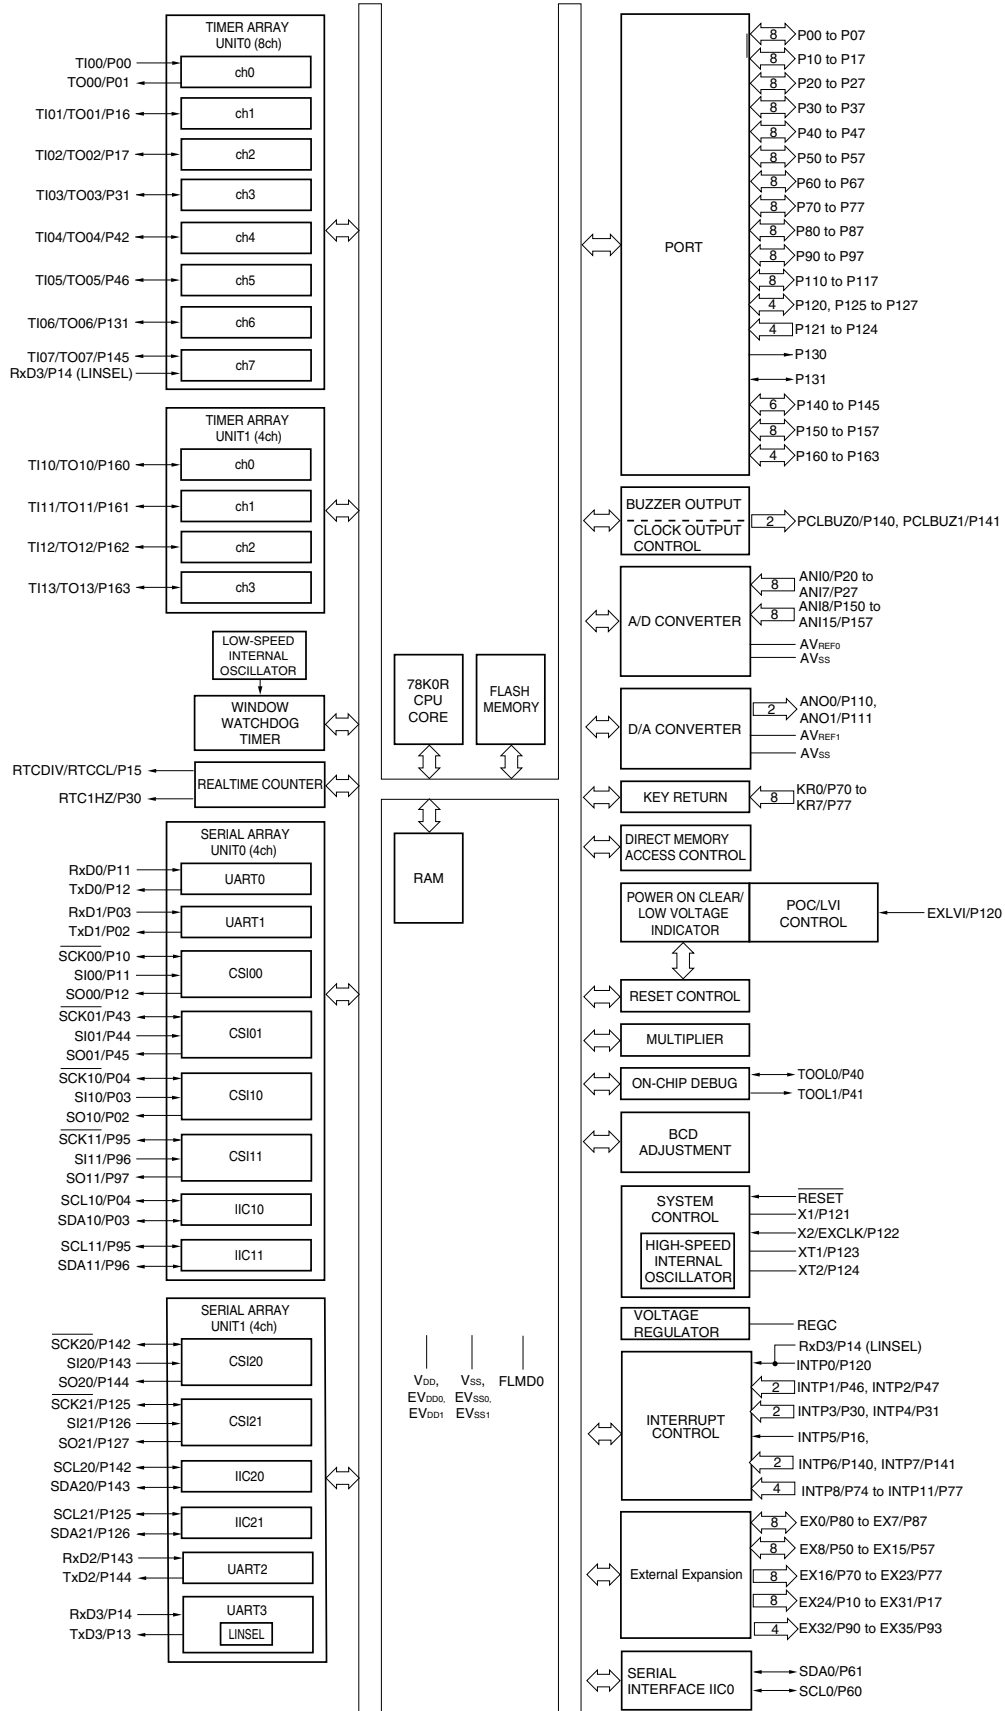 TIMER ARRAY
UNIT0 (8ch)
TI00/P00
TO00/P01
ch0
TI01/TO01/P16
ch1
TI02/TO02/P17
ch2
TI03/TO03/P31
ch3
TI04/TO04/P42
ch4
TI05/TO05/P46
ch5
TI06/TO06/P131
ch6
TI07/TO07/P145
RxD3/P14 (LINSEL)
ch7
TIMER ARRAY
UNIT1 (4ch)
TI10/TO10/P160
ch0
TI11/TO11/P161
ch1
TI12/TO12/P162
ch2
TI13/TO13/P163
ch3
LOW-SPEED
INTERNAL
OSCILLATOR
WINDOW
WATCHDOG
TIMER
RTCDIV/RTCCL/P15
RTC1HZ/P30
REALTIME COUNTER
SERIAL ARRAY
UNIT0 (4ch)
RxD0/P11
TxD0/P12
UART0
RxD1/P03
TxD1/P02
UART1
SCK00/P10
SI00/P11
SO00/P12
CSI00
SCK01/P43
SI01/P44
SO01/P45
CSI01
SCK10/P04
SI10/P03
SO10/P02
CSI10
SCK11/P95
SI11/P96
SO11/P97
CSI11
SCL10/P04
SDA10/P03
IIC10
SCL11/P95
SDA11/P96
IIC11
SERIAL ARRAY
UNIT1 (4ch)
SCK20/P142
SI20/P143
SO20/P144
CSI20
SCK21/P125
SI21/P126
SO21/P127
CSI21
SCL20/P142
SDA20/P143
IIC20
SCL21/P125
SDA21/P126
IIC21
RxD2/P143
TxD2/P144
UART2
RxD3/P14
TxD3/P13
UART3
LINSEL
78K0R
CPU
CORE
FLASH
MEMORY
RAM
VDD,
EVDD0,
EVDD1
VSS,
EVSS0,
EVSS1
FLMD0
PORT
8 P00 to P07
8 P10 to P17
8 P20 to P27
8 P30 to P37
8 P40 to P47
8 P50 to P57
8 P60 to P67
8 P70 to P77
8 P80 to P87
8 P90 to P97
8 P110 to P117
4 P120, P125 to P127
4 P121 to P124
P130
P131
6 P140 to P145
8 P150 to P157
4 P160 to P163
BUZZER OUTPUT
CLOCK OUTPUT
CONTROL
2 PCLBUZ0/P140, PCLBUZ1/P141
A/D CONVERTER
8 ANI0/P20 to
ANI7/P27
8 ANI8/P150 to
ANI15/P157
AVREF0
AVSS
D/A CONVERTER
2 ANO0/P110,
ANO1/P111
AVREF1
AVSS
KEY RETURN
8 KR0/P70 to
KR7/P77
DIRECT MEMORY
ACCESS CONTROL
POWER ON CLEAR/
LOW VOLTAGE
INDICATOR
POC/LVI
CONTROL
EXLVI/P120
RESET CONTROL
MULTIPLIER
ON-CHIP DEBUG
TOOL0/P40
TOOL1/P41
BCD
ADJUSTMENT
SYSTEM
CONTROL
HIGH-SPEED
INTERNAL
OSCILLATOR
RESET
X1/P121
X2/EXCLK/P122
XT1/P123
XT2/P124
VOLTAGE
REGULATOR
REGC
INTERRUPT
CONTROL
RxD3/P14 (LINSEL)
INTP0/P120
2 INTP1/P46, INTP2/P47
2 INTP3/P30, INTP4/P31
INTP5/P16,
2 INTP6/P140, INTP7/P141
4 INTP8/P74 to INTP11/P77
External Expansion
8 EX0/P80 to EX7/P87
8 EX8/P50 to EX15/P57
8 EX16/P70 to EX23/P77
8 EX24/P10 to EX31/P17
4 EX32/P90 to EX35/P93
SERIAL
INTERFACE IIC0
SDA0/P61
SCL0/P60